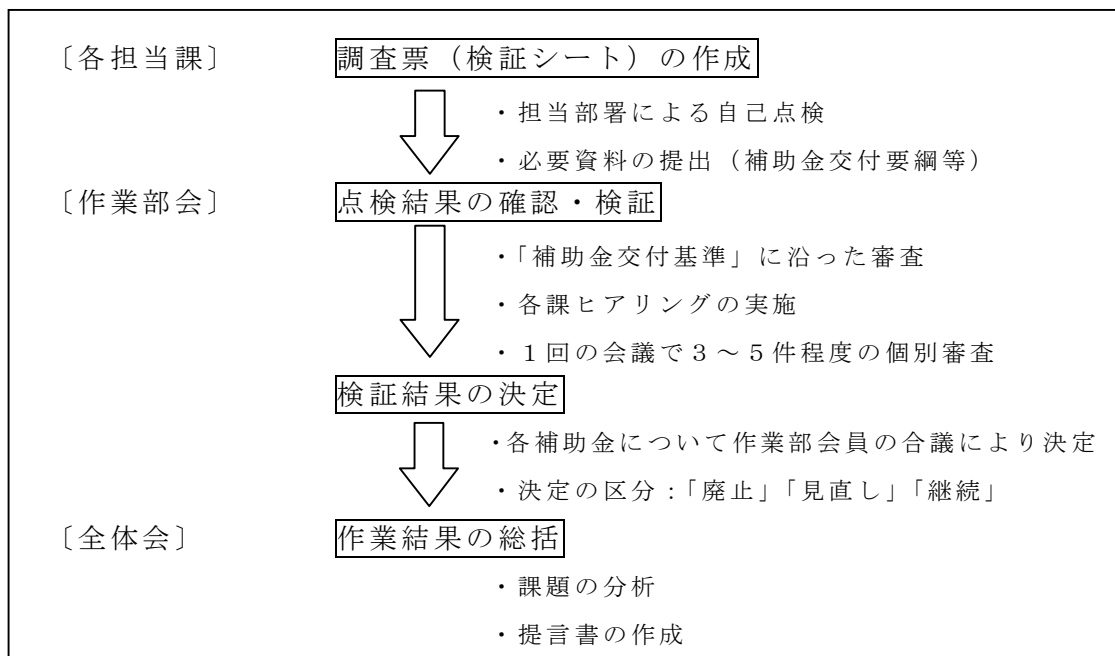 〔各担当課〕 調査票（検証シート）の作成
・担当部署による自己点検
・必要資料の提出（補助金交付要綱等）
〔作業部会〕 点検結果の確認・検証
・「補助金交付基準」に沿った審査
・各課ヒアリングの実施
・１回の会議で３～５件程度の個別審査
検証結果の決定
・各補助金について作業部会員の合議により決定
・決定の区分：「廃止」「見直し」「継続」
〔全体会〕 作業結果の総括
・課題の分析
・提言書の作成